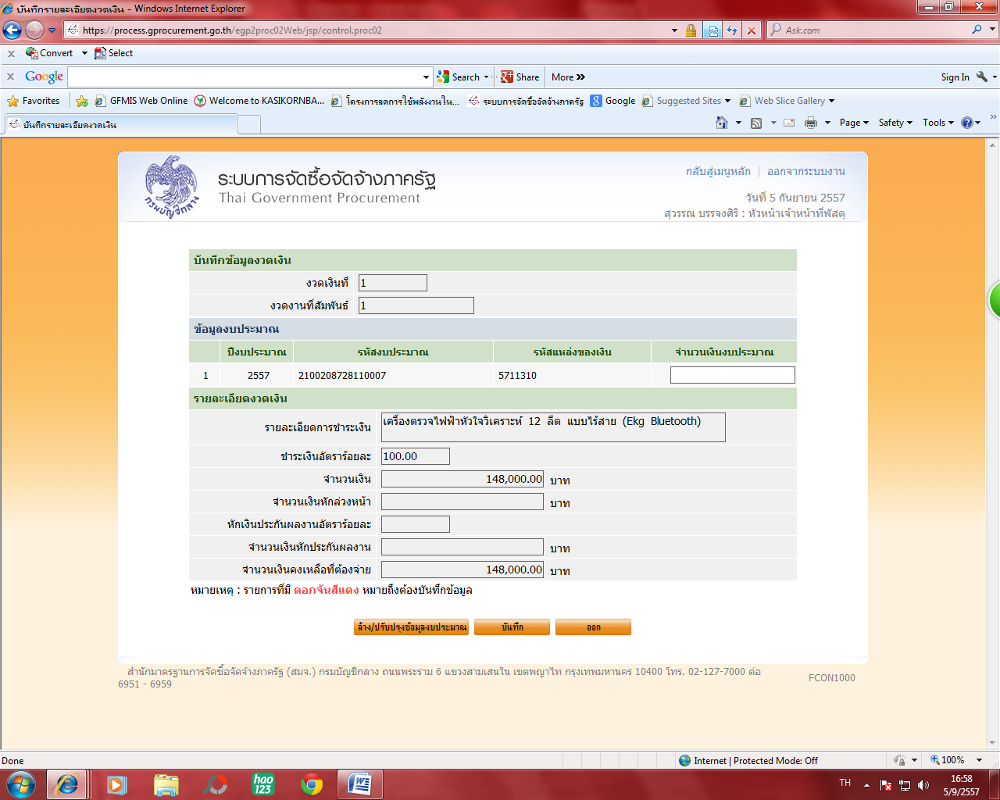 บันทึกรายละเอียดงวดเงิน - Windows Internet Explorer
https://process.gprocurement.go.th/egp2proc02Web/jsp/control.proc02
Ask.com
x Convert Select
x Google Search Share More >> Sign In
Favorites GFMIS Web Online Welcome to KASIKORNBA... โครงการลดการใช้พลังงานใน... ระบบการจัดซื้อจัดจ้างภาครัฐ Google Suggested Sites Web Slice Gallery
บันทึกรายละเอียดงวดเงิน Page Safety Tools
กรมบัญชีกลาง
ระบบการจัดซื้อจัดจ้างภาครัฐ
Thai Government Procurement
กลับสู่เมนูหลัก | ออกจากระบบงาน
วันที่ 5 กันยายน 2557
สุวรรณ บรรจงศิริ : หัวหน้าเจ้าหน้าที่พัสดุ
บันทึกข้อมูลงวดเงิน
งวดเงินที่ 1
งวดงานที่สัมพันธ์ 1
ข้อมูลงบประมาณ
ปีงบประมาณ รหัสงบประมาณ รหัสแหล่งของเงิน จำนวนเงินงบประมาณ
1 2557 2100208728110007 5711310
รายละเอียดงวดเงิน
รายละเอียดการชำระเงิน เครื่องตรวจไฟฟ้าหัวใจวิเคราะห์ 12 ลีด แบบไร้สาย (Ekg Bluetooth)
ชำระเงินอัตราร้อยละ 100.00
จำนวนเงิน 148,000.00 บาท
จำนวนเงินหักล่วงหน้า บาท
หักเงินประกันผลงานอัตราร้อยละ
จำนวนเงินหักประกันผลงาน บาท
จำนวนเงินคงเหลือที่ต้องจ่าย 148,000.00 บาท
หมายเหตุ : รายการที่มี ดอกจันสีแดง หมายถึงต้องบันทึกข้อมูล
ล้าง/ปรับปรุงข้อมูลงบประมาณ บันทึก ออก
สำนักมาตรฐานการจัดซื้อจัดจ้างภาครัฐ (สมจ.) กรมบัญชีกลาง ถนนพระราม 6 แขวงสามเสนใน เขตพญาไท กรุงเทพมหานคร 10400 โทร. 02-127-7000 ต่อ
6951 - 6959
FCON1000
Done Internet | Protected Mode: Off 100%
hao
123
TH 16:58
5/9/2557